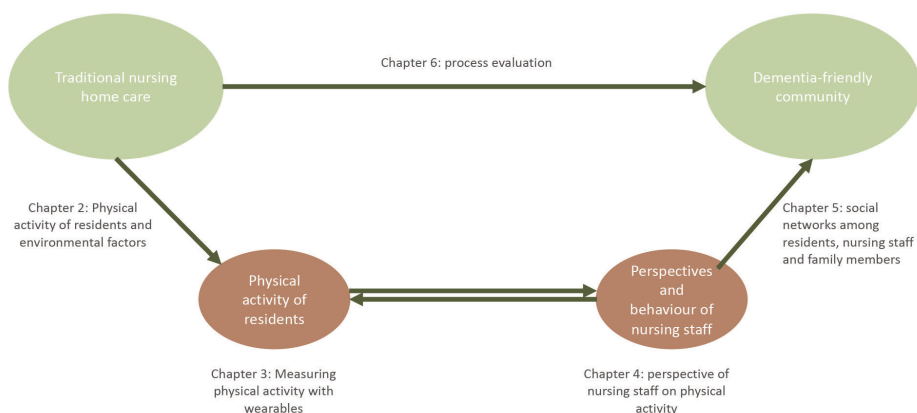 Traditional nursing
home care
Chapter 6: process evaluation
Dementia-friendly
community
Chapter 2: Physical
activity of residents and
environmental factors
Chapter 5: social
networks among
residents, nursing staff
and family members
Physical
activity of
residents
Perspectives
and
behaviour of
nursing staff
Chapter 3: Measuring
physical activity with
wearables
Chapter 4: perspective of
nursing staff on physical
activity